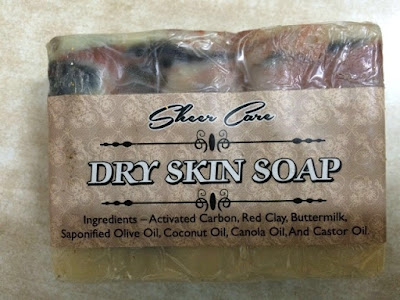 Sheer Care
DRY SKIN SOAP
Ingredients – Activated Carbon, Red Clay, Buttermilk,
Saponified Olive Oil, Coconut Oil, Canola Oil, And Castor Oil.